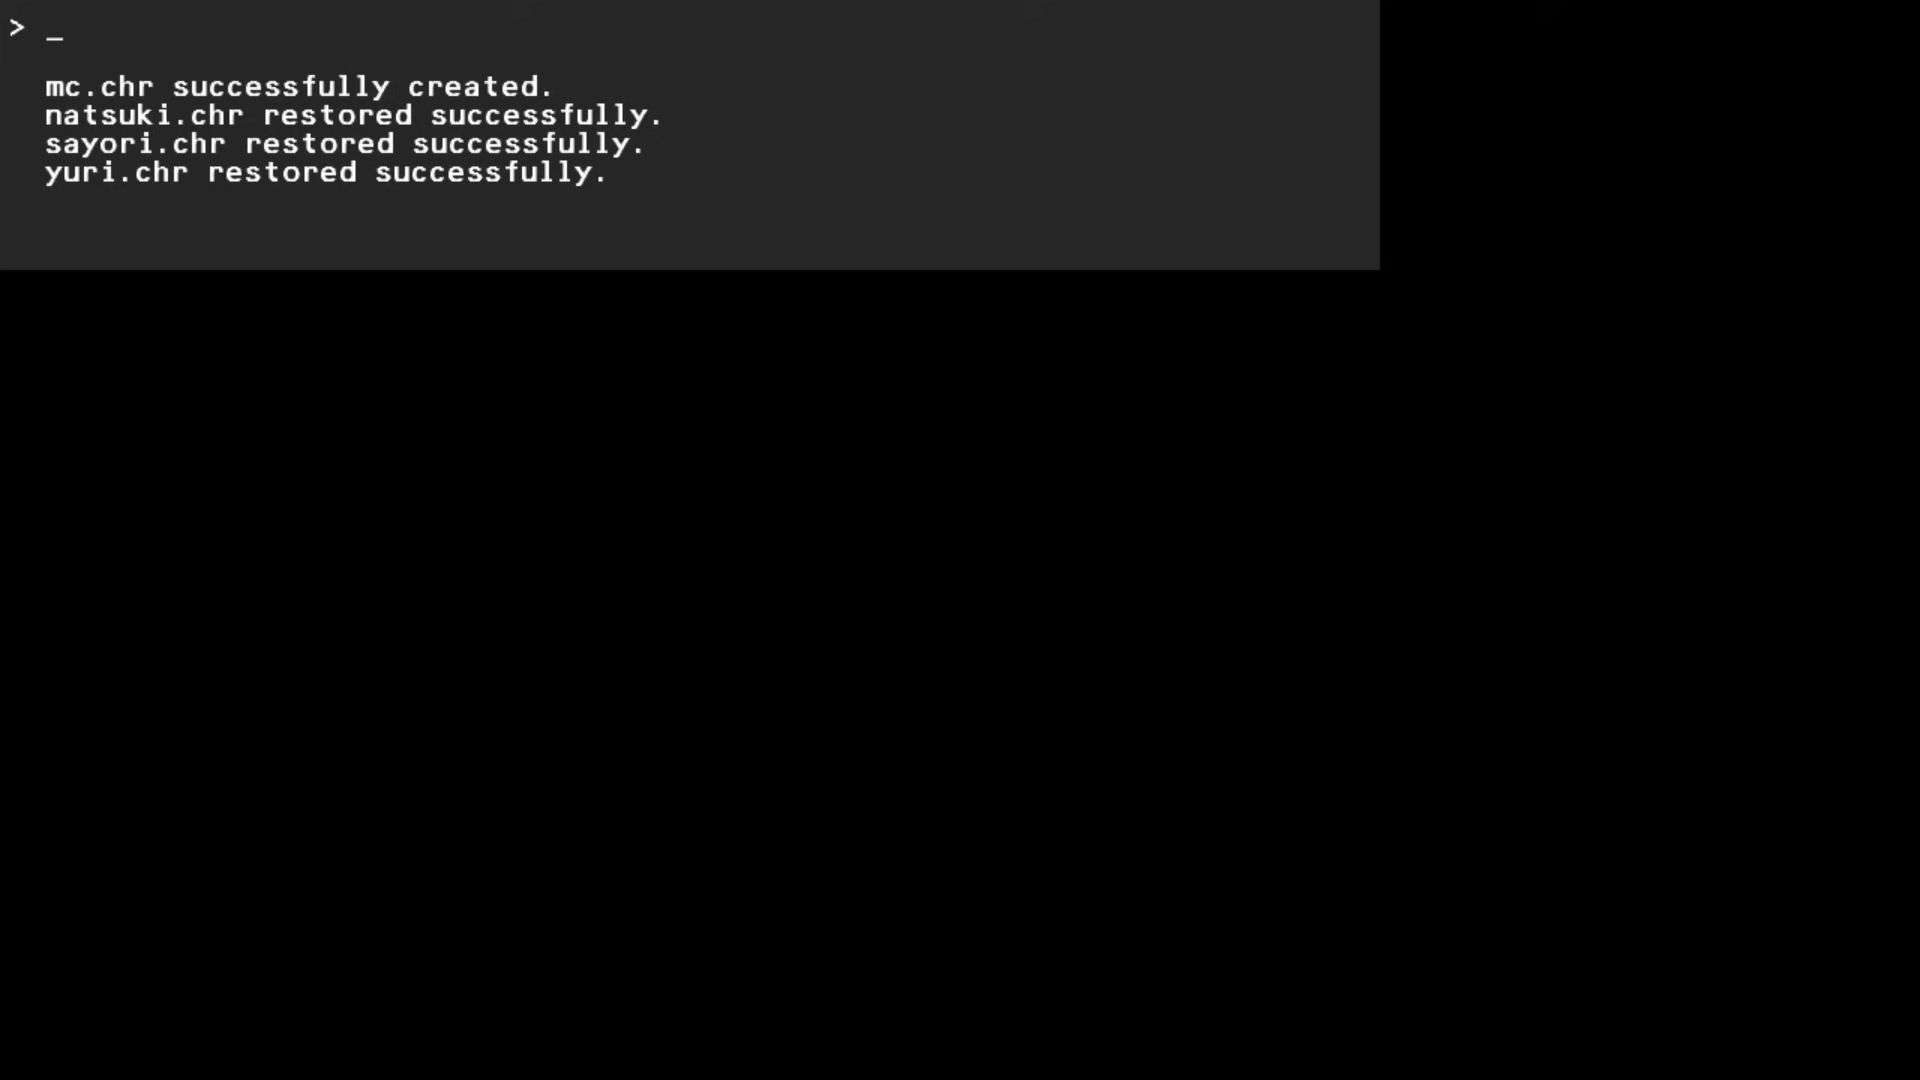 > _
mc.chr successfully created.
natsuki.chr restored successfully.
sayori.chr restored successfully.
yuri.chr restored successfully.